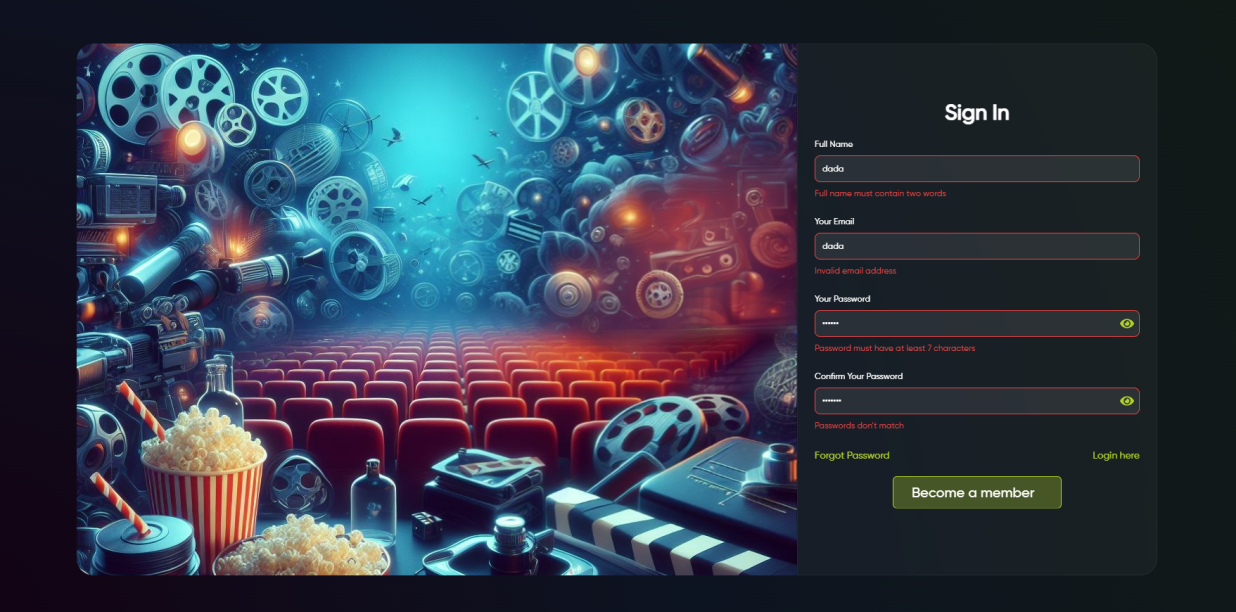 Sign In
Full Name
dada
Full name must contain two words
Your Email
dada
Invalid email address
Your Password
••••••
Password must have at least 7 characters
Confirm Your Password
•••••••
Passwords don't match
Forgot Password
Login here
Become a member